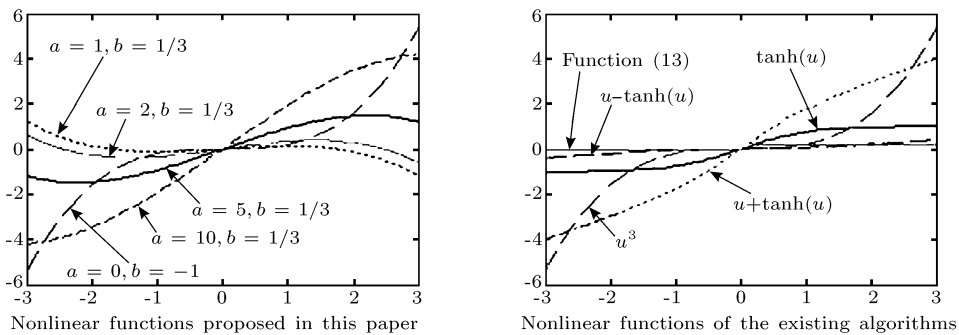 6
4
2
0
-2
-4
-6
-3
-2
-1
0
1
2
3
a = 1, b = 1/3
a = 2, b = 1/3
a = 5, b = 1/3
a = 10, b = 1/3
a = 0, b = −1
Nonlinear functions proposed in this paper
6
4
2
0
-2
-4
-6
-3
-2
-1
0
1
2
3
Function (13)
tanh(u)
u–tanh(u)
u+tanh(u)
u³
Nonlinear functions of the existing algorithms